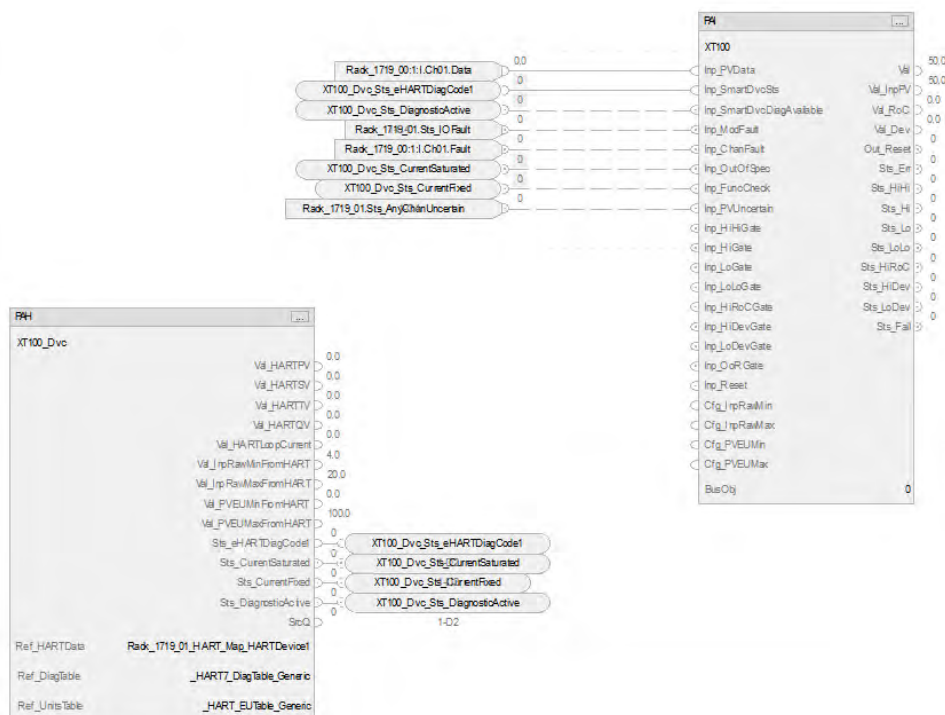 PAI
...
XT100
Rack_1719_00:1:I.Ch01.Data 0.0 Inp_PVData Val 50.0
XT100_Dvc_Sts_eHARTDiagCode1 0 Inp_SmartDvcSts Val_InpPV 50.0
XT100_Dvc_Sts_DiagnosticActive 0 Inp_SmartDvcDiagAvailable Val_RoC 0.0
Rack_1719_01.Sts_IOFault 0 Inp_ModFault Val_Dev 0.0
Rack_1719_00:1:I.Ch01.Fault 0 Inp_ChanFault Out_Reset 0
XT100_Dvc_Sts_CurrentSaturated 0 Inp_OutOfSpec Sts_Err 0
XT100_Dvc_Sts_CurrentFixed 0 Inp_FuncCheck Sts_HiHi 0
Rack_1719_01.Sts_AnyChanUncertain 0 Inp_PVUncertain Sts_Hi 0
Inp_HiHiGate Sts_Lo 0
Inp_HiGate Sts_LoLo 0
Inp_LoGate Sts_HiRoC 0
Inp_LoLoGate Sts_HiDev 0
Inp_HiRoCGate Sts_LoDev 0
Inp_HiDevGate Sts_Fail 0
Inp_LoDevGate
Inp_OoRGate
Inp_Reset
Cfg_InpRawMin
Cfg_InpRawMax
Cfg_PVEUMin
Cfg_PVEUMax
BusObj 0
PAH
...
XT100_Dvc
Val_HARTPV 0.0
Val_HARTSV 0.0
Val_HARTTV 0.0
Val_HARTQV 0.0
Val_HARTLoopCurrent 0.0
Val_InpRawMinFromHART 4.0
Val_InpRawMaxFromHART 20.0
Val_PVEUMinFromHART 0.0
Val_PVEUMaxFromHART 100.0
Sts_eHARTDiagCode1 0 XT100_Dvc_Sts_eHARTDiagCode1
Sts_CurrentSaturated 0 XT100_Dvc_Sts_CurrentSaturated
Sts_CurrentFixed 0 XT100_Dvc_Sts_CurrentFixed
Sts_DiagnosticActive 0 XT100_Dvc_Sts_DiagnosticActive
SrcQ 0 1-D2
Ref_HARTData Rack_1719_01_HART_Map_HARTDevice1
Ref_DiagTable _HART7_DiagTable_Generic
Ref_UnitsTable _HART_EUTable_Generic